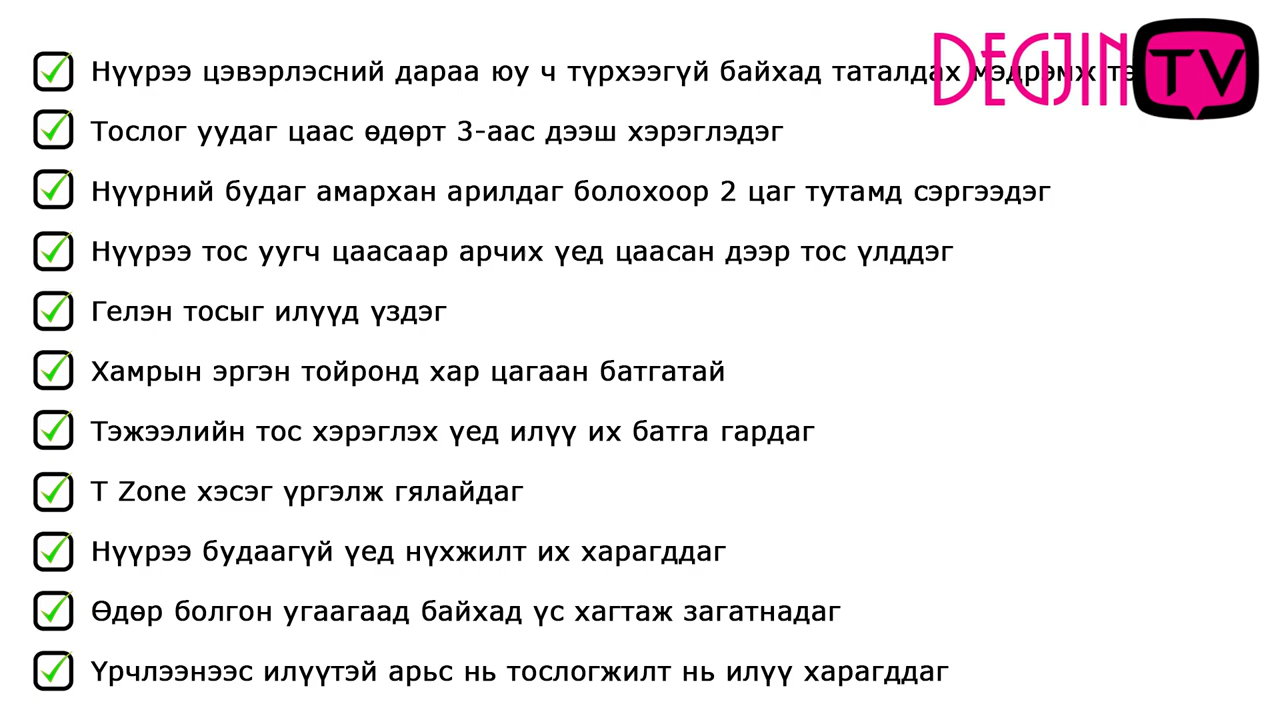 Нүүрээ цэвэрлэсний дараа юу ч түрхээгүй байхад таталдах мэдрэмж
DEGJIN TV
Тослог уудаг цаас өдөрт 3-аас дээш хэрэглэдэг
Нүүрний будаг амархан арилдаг болохоор 2 цаг тутамд сэргээдэг
Нүүрээ тос уугч цаасаар арчих үед цаасан дээр тос үлддэг
Гелэн тосыг илүүд үздэг
Хамрын эргэн тойронд хар цагаан батгатай
Тэжээлийн тос хэрэглэх үед илүү их батга гардаг
T Zone хэсэг үргэлж гялайдаг
Нүүрээ будаагүй үед нүхжилт их харагддаг
Өдөр болгон угаагаад байхад үс хагтаж загатнадаг
Үрчлээнээс илүүтэй арьс нь тослогжилт нь илүү харагддаг